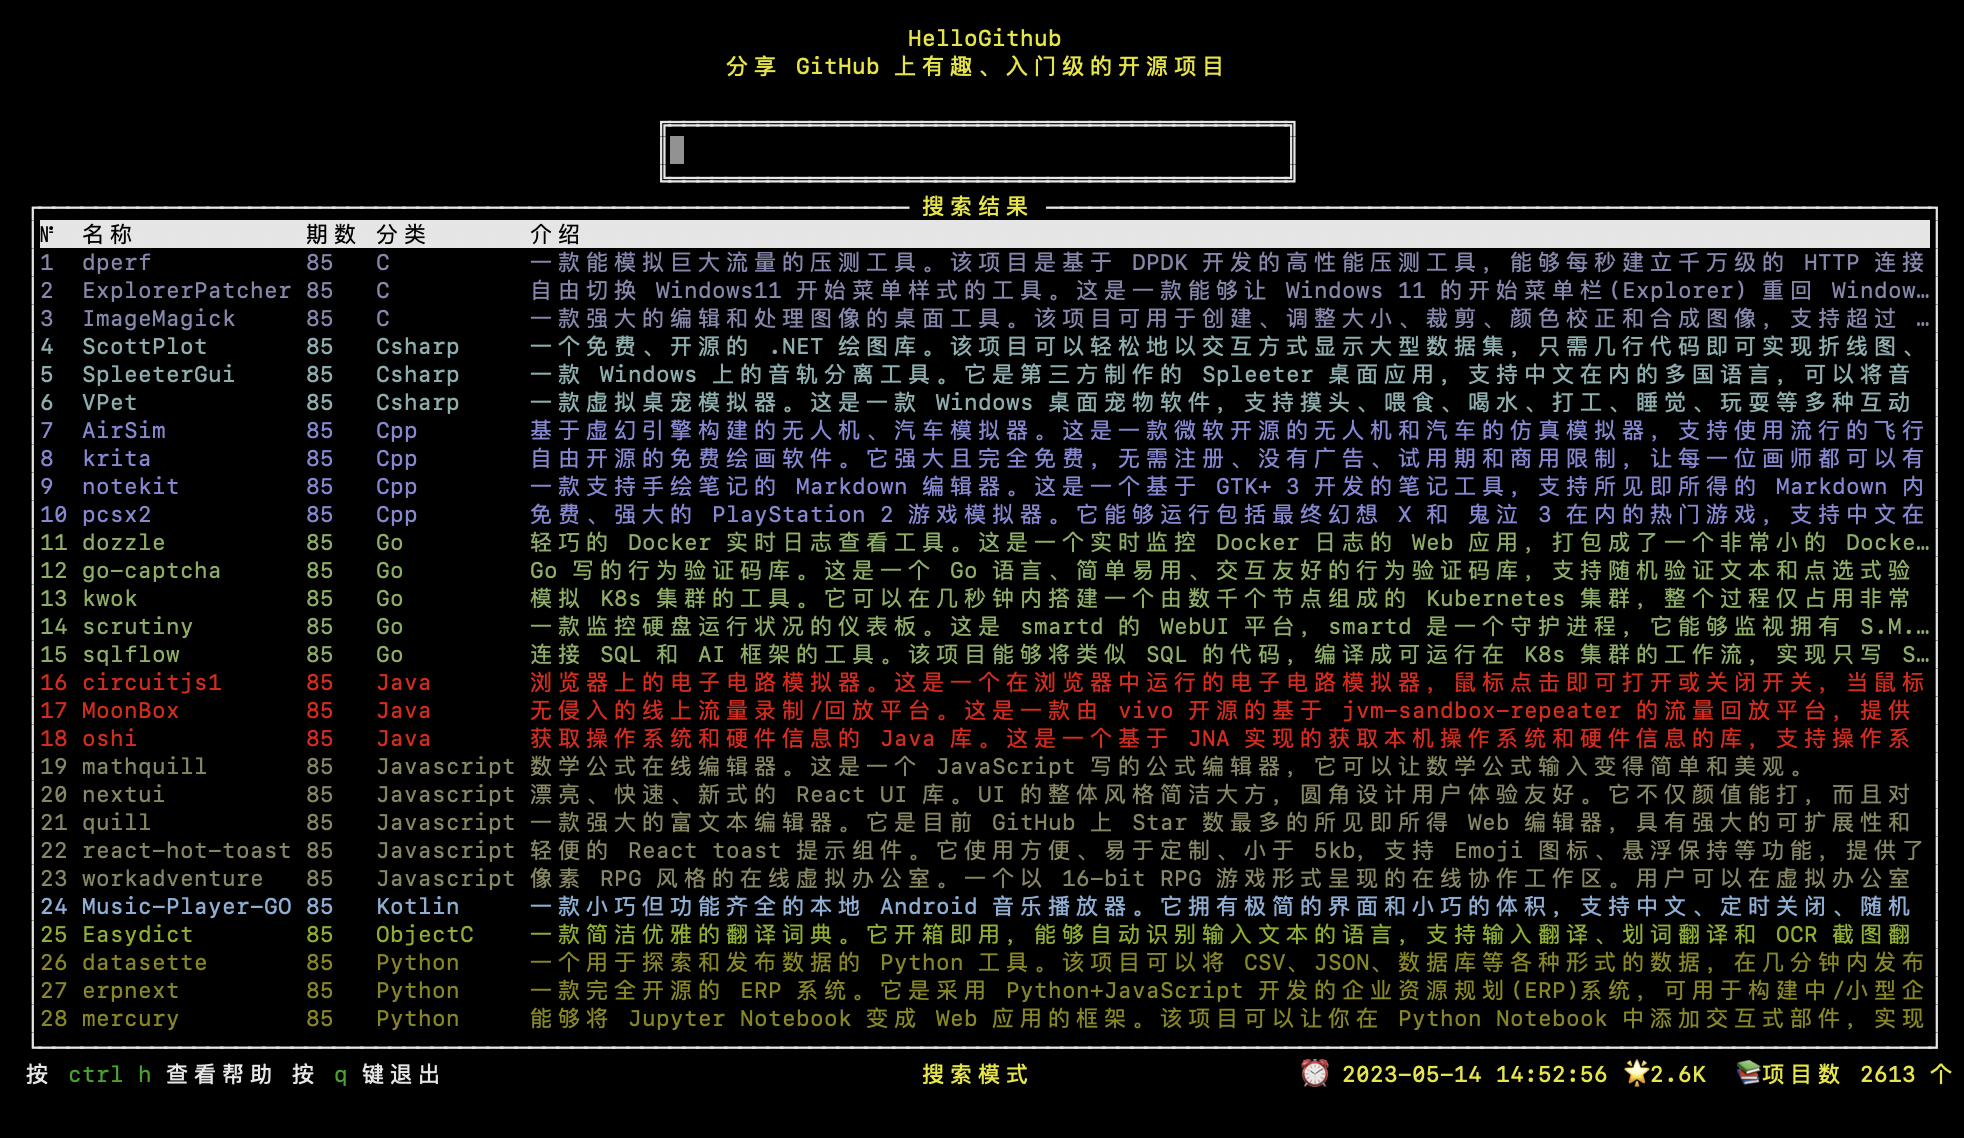 HelloGithub
分享 GitHub 上有趣、入门级的开源项目
搜索结果
№ 名称 期数 分类 介绍
1 dperf 85 C 一款能模拟巨大流量的压测工具。该项目是基于 DPDK 开发的高性能压测工具，能够每秒建立千万级的 HTTP 连接
2 ExplorerPatcher 85 C 自由切换 Windows11 开始菜单样式的工具。这是一款能够让 Windows 11 的开始菜单栏(Explorer) 重回 Window…
3 ImageMagick 85 C 一款强大的编辑和处理图像的桌面工具。该项目可用于创建、调整大小、裁剪、颜色校正和合成图像，支持超过 …
4 ScottPlot 85 Csharp 一个免费、开源的 .NET 绘图库。该项目可以轻松地以交互方式显示大型数据集，只需几行代码即可实现折线图、
5 SpleeterGui 85 Csharp 一款 Windows 上的音轨分离工具。它是第三方制作的 Spleeter 桌面应用，支持中文在内的多国语言，可以将音
6 VPet 85 Csharp 一款虚拟桌宠模拟器。这是一款 Windows 桌面宠物软件，支持摸头、喂食、喝水、打工、睡觉、玩耍等多种互动
7 AirSim 85 Cpp 基于虚幻引擎构建的无人机、汽车模拟器。这是一款微软开源的无人机和汽车的仿真模拟器，支持使用流行的飞行
8 krita 85 Cpp 自由开源的免费绘画软件。它强大且完全免费，无需注册、没有广告、试用期和商用限制，让每一位画师都可以有
9 notekit 85 Cpp 一款支持手绘笔记的 Markdown 编辑器。这是一个基于 GTK+ 3 开发的笔记工具，支持所见即所得的 Markdown 内
10 pcsx2 85 Cpp 免费、强大的 PlayStation 2 游戏模拟器。它能够运行包括最终幻想 X 和 鬼泣 3 在内的热门游戏，支持中文在
11 dozzle 85 Go 轻巧的 Docker 实时日志查看工具。这是一个实时监控 Docker 日志的 Web 应用，打包成了一个非常小的 Docke…
12 go-captcha 85 Go Go 写的行为验证码库。这是一个 Go 语言、简单易用、交互友好的行为验证码库，支持随机验证文本和点选式验
13 kwok 85 Go 模拟 K8s 集群的工具。它可以在几秒钟内搭建一个由数千个节点组成的 Kubernetes 集群，整个过程仅占用非常
14 scrutiny 85 Go 一款监控硬盘运行状况的仪表板。这是 smartd 的 WebUI 平台，smartd 是一个守护进程，它能够监视拥有 S.M.…
15 sqlflow 85 Go 连接 SQL 和 AI 框架的工具。该项目能够将类似 SQL 的代码，编译成可运行在 K8s 集群的工作流，实现只写 S…
16 circuitjs1 85 Java 浏览器上的电子电路模拟器。这是一个在浏览器中运行的电子电路模拟器，鼠标点击即可打开或关闭开关，当鼠标
17 MoonBox 85 Java 无侵入的线上流量录制/回放平台。这是一款由 vivo 开源的基于 jvm-sandbox-repeater 的流量回放平台，提供
18 oshi 85 Java 获取操作系统和硬件信息的 Java 库。这是一个基于 JNA 实现的获取本机操作系统和硬件信息的库，支持操作系
19 mathquill 85 Javascript 数学公式在线编辑器。这是一个 JavaScript 写的公式编辑器，它可以让数学公式输入变得简单和美观。
20 nextui 85 Javascript 漂亮、快速、新式的 React UI 库。UI 的整体风格简洁大方，圆角设计用户体验友好。它不仅颜值能打，而且对
21 quill 85 Javascript 一款强大的富文本编辑器。它是目前 GitHub 上 Star 数最多的所见即所得 Web 编辑器，具有强大的可扩展性和
22 react-hot-toast 85 Javascript 轻便的 React toast 提示组件。它使用方便、易于定制、小于 5kb，支持 Emoji 图标、悬浮保持等功能，提供了
23 workadventure 85 Javascript 像素 RPG 风格的在线虚拟办公室。一个以 16-bit RPG 游戏形式呈现的在线协作工作区。用户可以在虚拟办公室
24 Music-Player-GO 85 Kotlin 一款小巧但功能齐全的本地 Android 音乐播放器。它拥有极简的界面和小巧的体积，支持中文、定时关闭、随机
25 Easydict 85 ObjectC 一款简洁优雅的翻译词典。它开箱即用，能够自动识别输入文本的语言，支持输入翻译、划词翻译和 OCR 截图翻
26 datasette 85 Python 一个用于探索和发布数据的 Python 工具。该项目可以将 CSV、JSON、数据库等各种形式的数据，在几分钟内发布
27 erpnext 85 Python 一款完全开源的 ERP 系统。它是采用 Python+JavaScript 开发的企业资源规划(ERP)系统，可用于构建中/小型企
28 mercury 85 Python 能够将 Jupyter Notebook 变成 Web 应用的框架。该项目可以让你在 Python Notebook 中添加交互式部件，实现
按 ctrl h 查看帮助 按 q 键退出 搜索模式 ⏰ 2023-05-14 14:52:56 🌟2.6K 📚项目数 2613 个